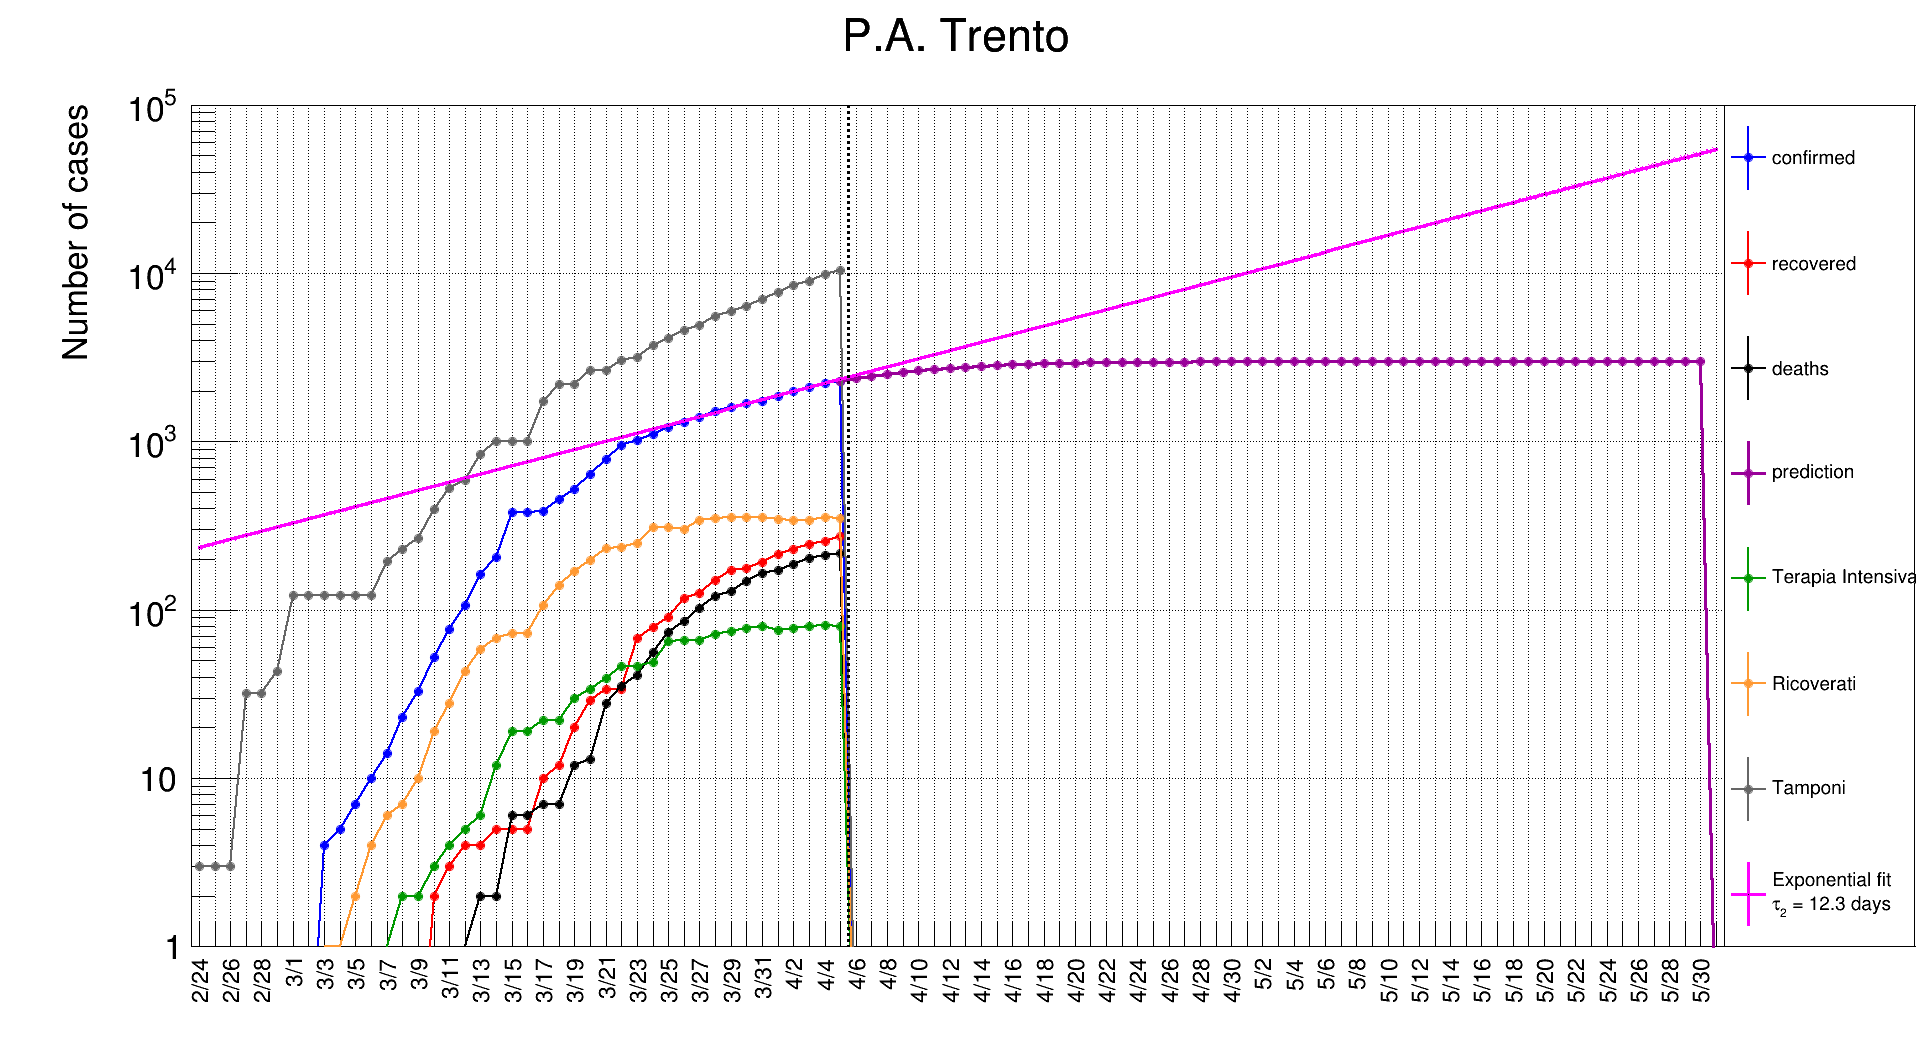 P.A. Trento
Number of cases
10^5
10^4
10^3
10^2
10
1
2/24 2/26 2/28 3/1 3/3 3/5 3/7 3/9 3/11 3/13 3/15 3/17 3/19 3/21 3/23 3/25 3/27 3/29 3/31 4/2 4/4 4/6 4/8 4/10 4/12 4/14 4/16 4/18 4/20 4/22 4/24 4/26 4/28 4/30 5/2 5/4 5/6 5/8 5/10 5/12 5/14 5/16 5/18 5/20 5/22 5/24 5/26 5/28 5/30
confirmed
recovered
deaths
prediction
Terapia Intensiva
Ricoverati
Tamponi
Exponential fit
τ_2 = 12.3 days